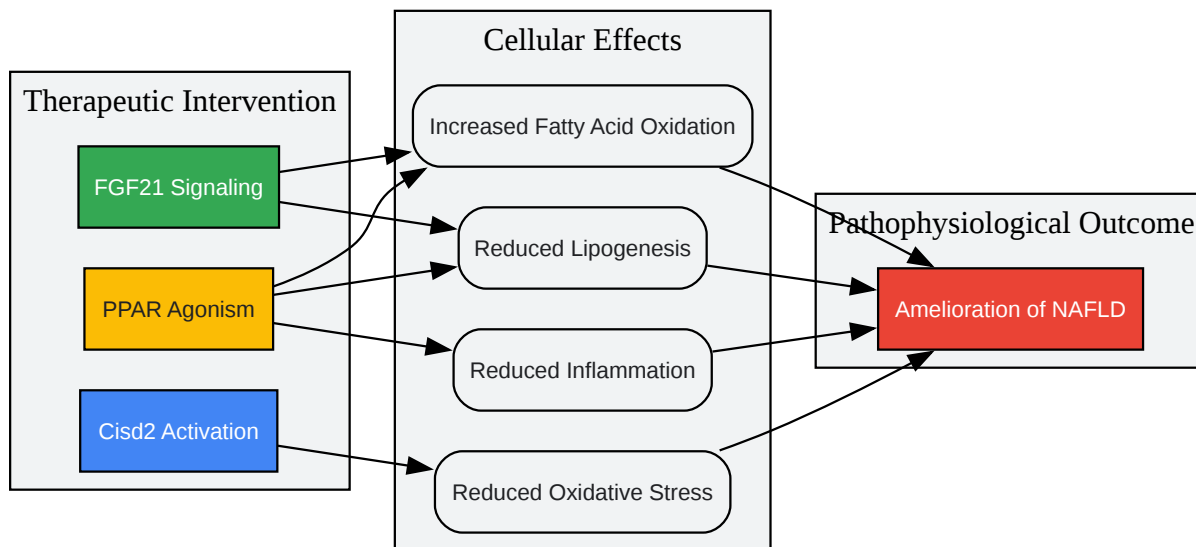 Therapeutic Intervention
FGF21 Signaling
PPAR Agonism
Cisd2 Activation
Cellular Effects
Increased Fatty Acid Oxidation
Reduced Lipogenesis
Reduced Inflammation
Reduced Oxidative Stress
Pathophysiological Outcome
Amelioration of NAFLD